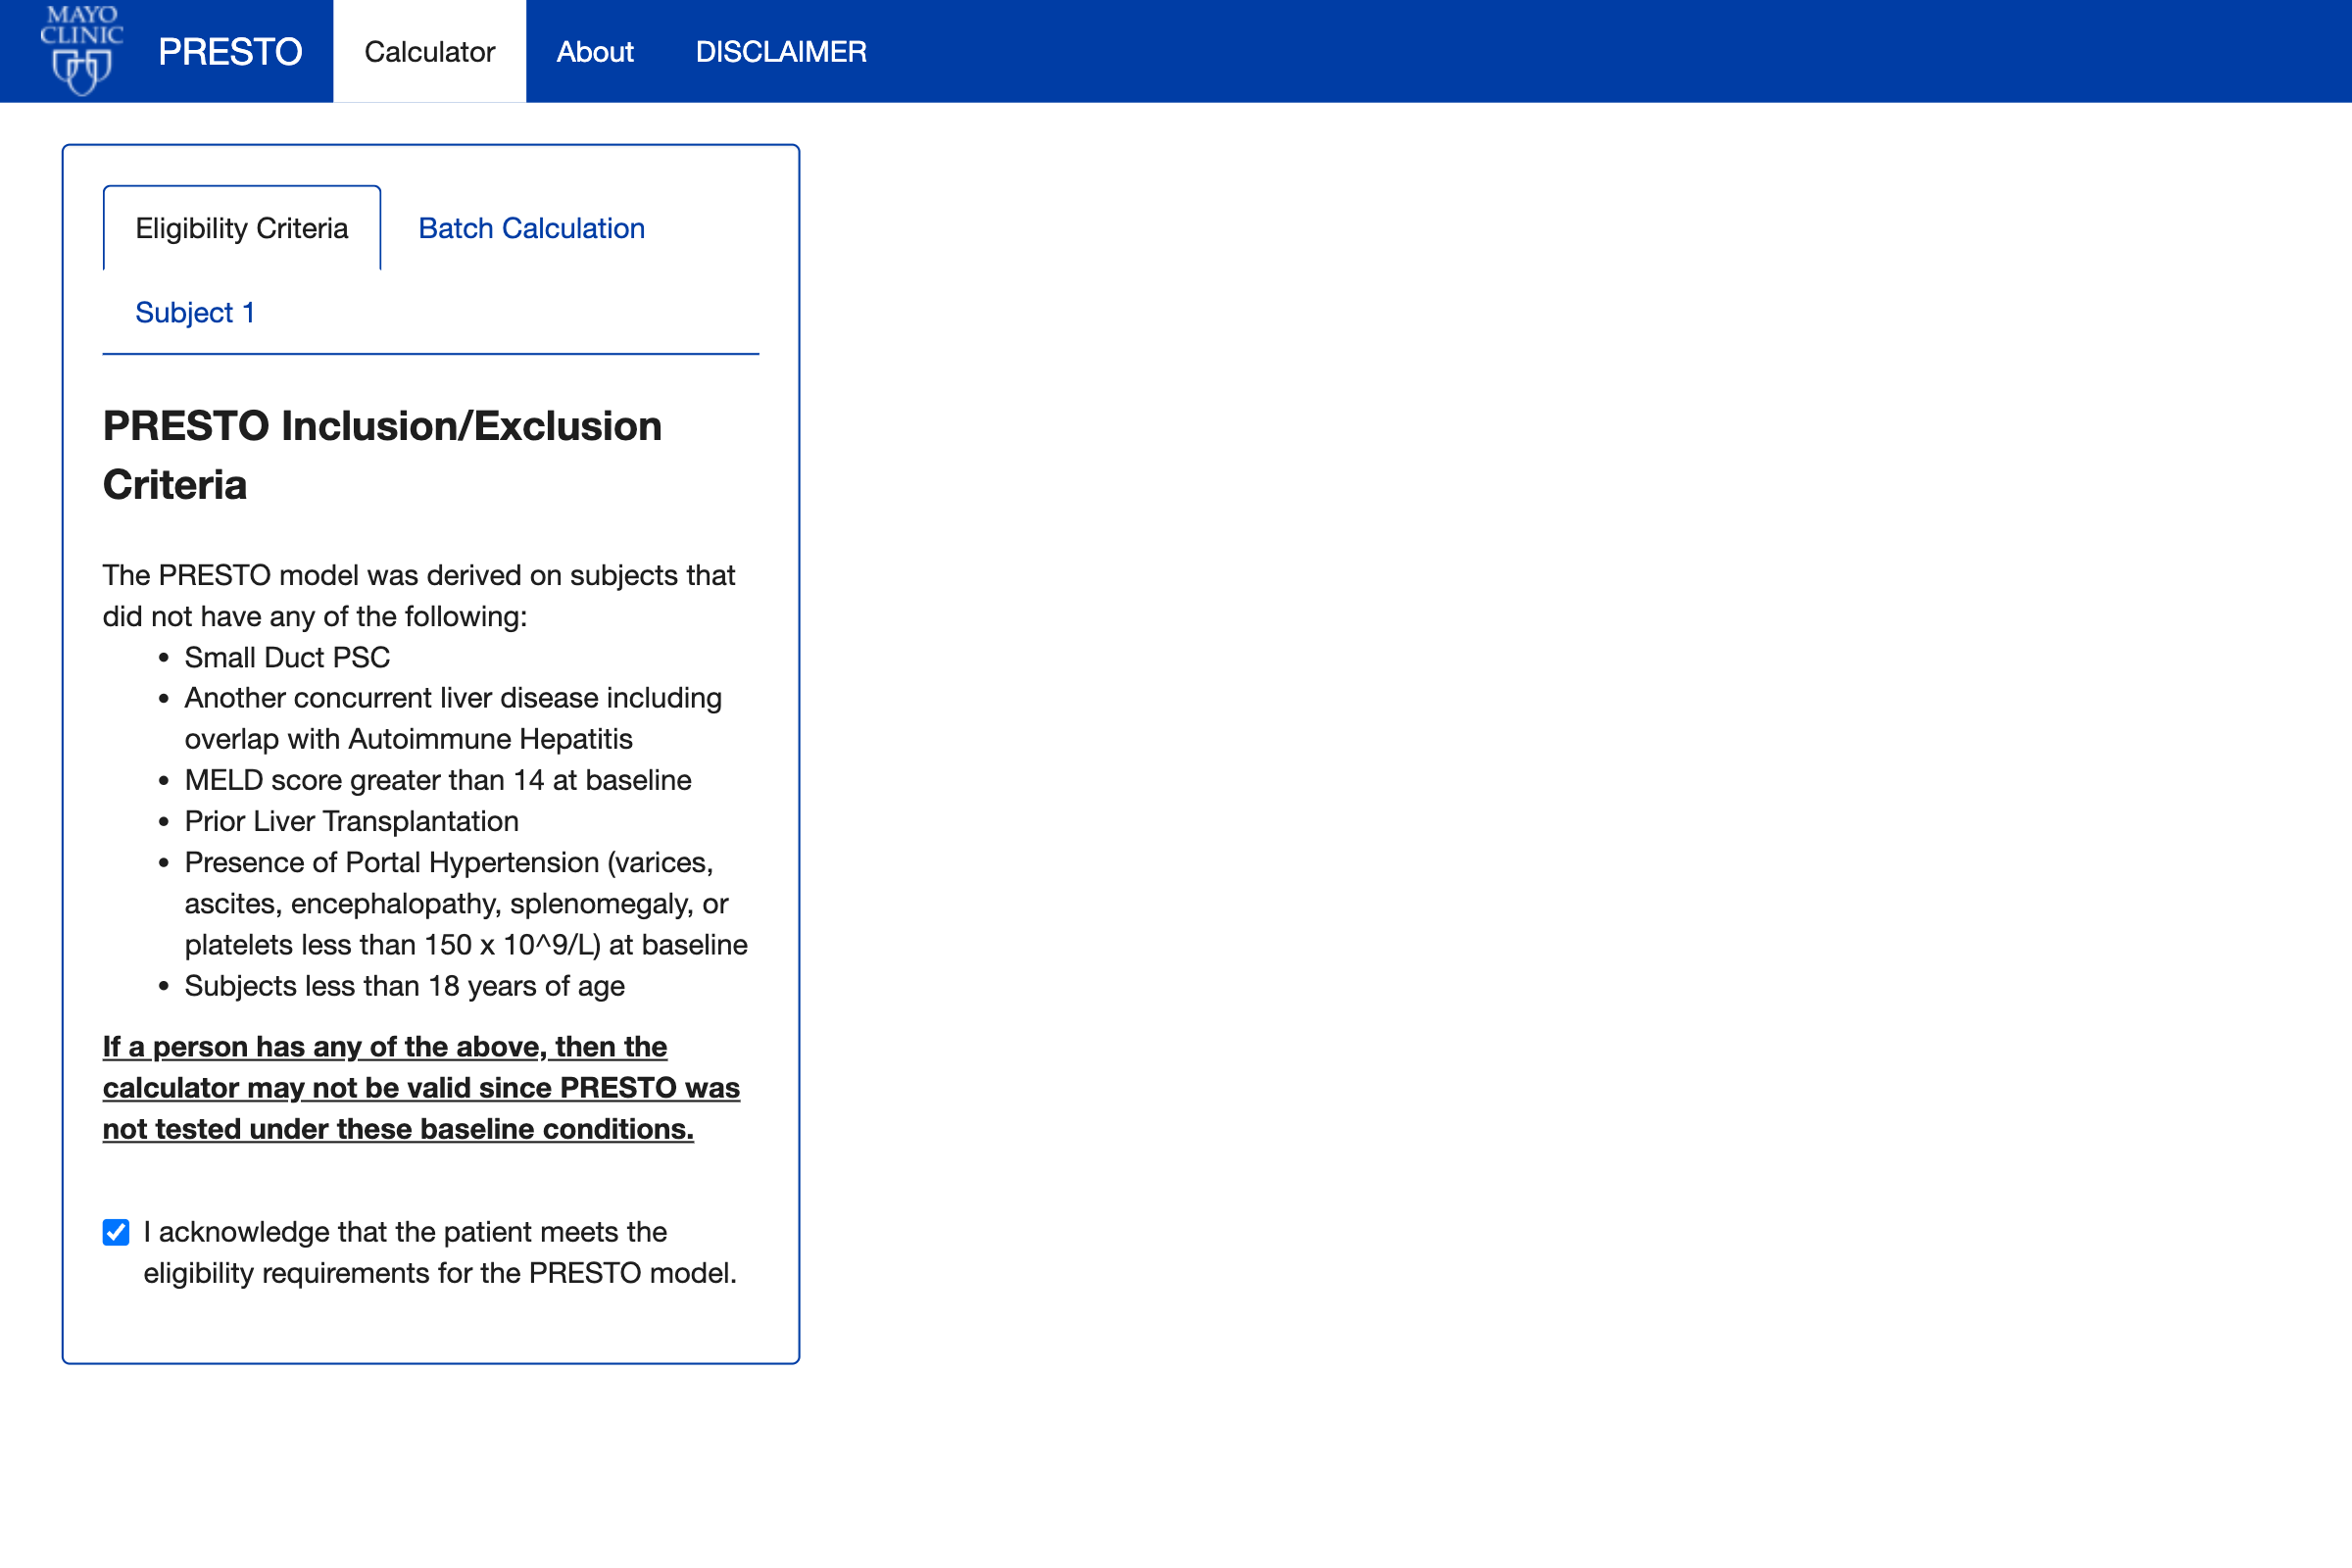 MAYO
CLINIC
PRESTO
Calculator
About
DISCLAIMER
Eligibility Criteria
Batch Calculation
Subject 1
PRESTO Inclusion/Exclusion
Criteria
The PRESTO model was derived on subjects that
did not have any of the following:
• Small Duct PSC
• Another concurrent liver disease including
overlap with Autoimmune Hepatitis
• MELD score greater than 14 at baseline
• Prior Liver Transplantation
• Presence of Portal Hypertension (varices,
ascites, encephalopathy, splenomegaly, or
platelets less than 150 x 10^9/L) at baseline
• Subjects less than 18 years of age
If a person has any of the above, then the
calculator may not be valid since PRESTO was
not tested under these baseline conditions.
I acknowledge that the patient meets the
eligibility requirements for the PRESTO model.